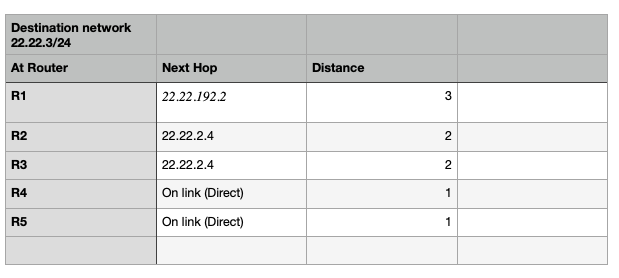 Destination network
22.22.3/24
At Router Next Hop Distance
R1 22.22.192.2 3
R2 22.22.2.4 2
R3 22.22.2.4 2
R4 On link (Direct) 1
R5 On link (Direct) 1